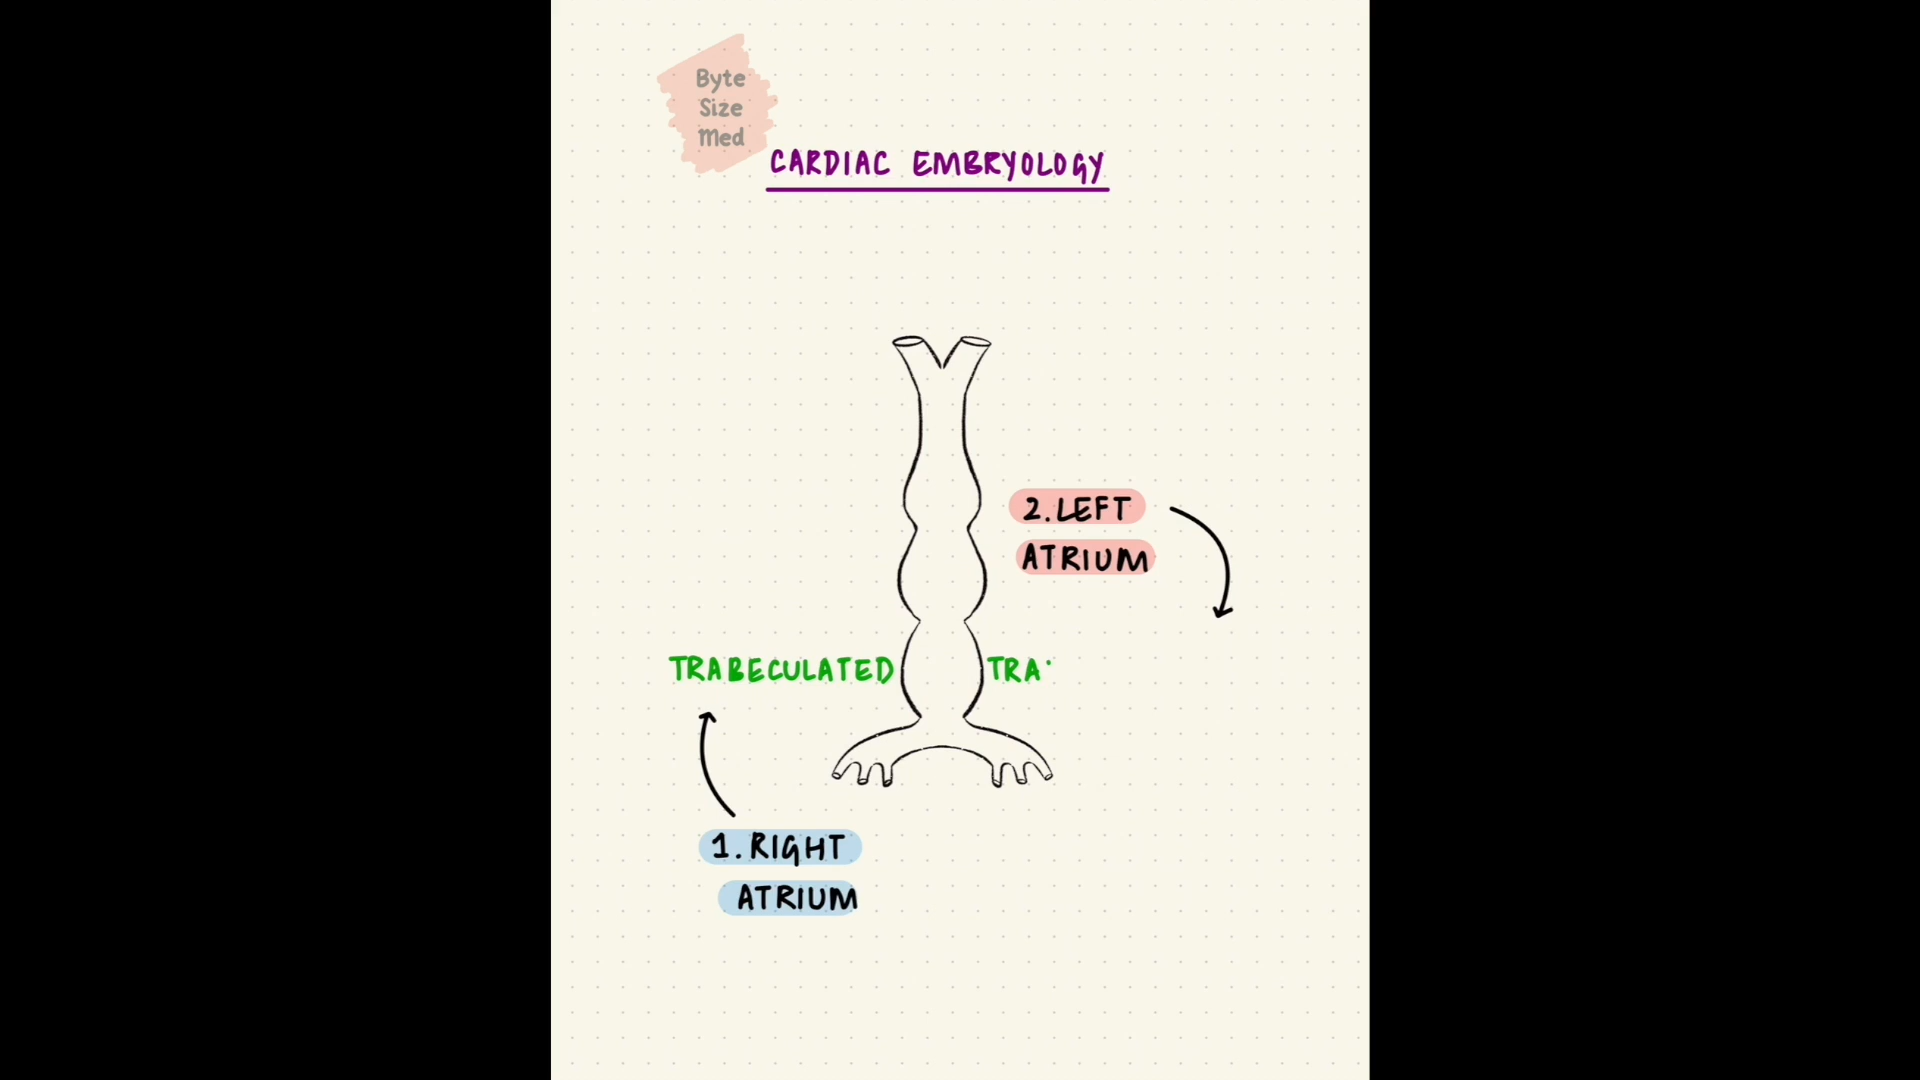 Byte
Size
Med
CARDIAC EMBRYOLOGY
2. LEFT
ATRIUM
TRABECULATED TRA
1. RIGHT
ATRIUM